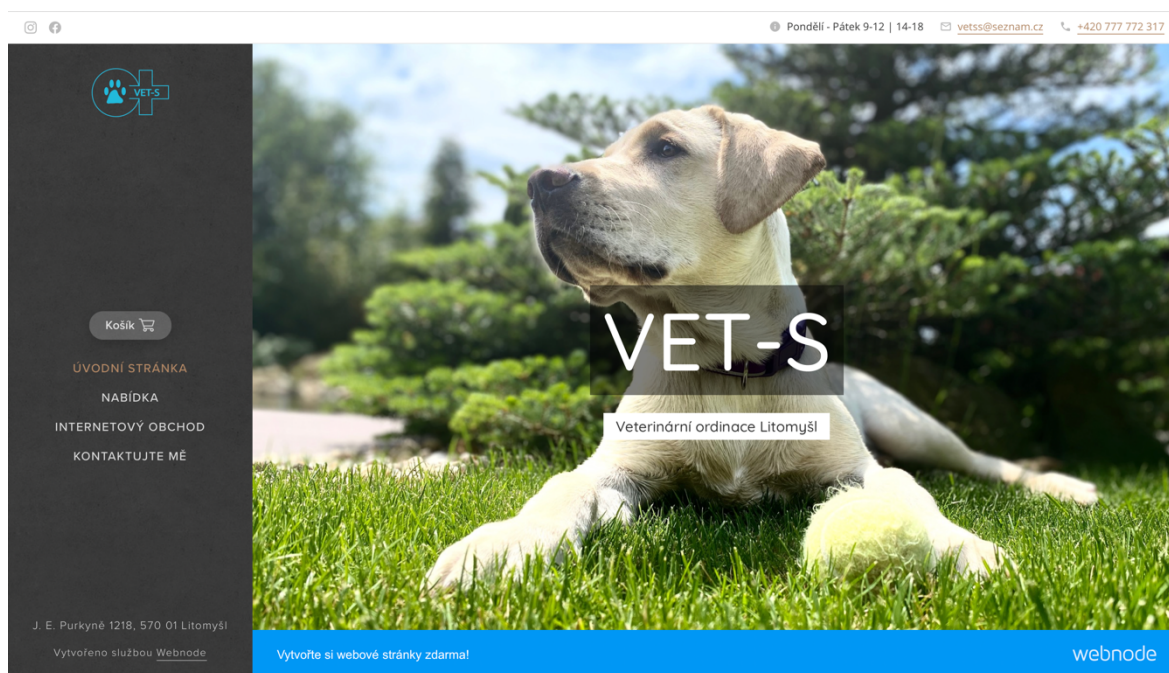 Pondělí - Pátek 9-12 | 14-18 vetss@seznam.cz +420 777 772 317
VET-S
Košík
ÚVODNÍ STRÁNKA
NABÍDKA
INTERNETOVÝ OBCHOD
KONTAKTUJTE MĚ
J. E. Purkyně 1218, 570 01 Litomyšl
Vytvořeno službou Webnode
VET-S
Veterinární ordinace Litomyšl
Vytvořte si webové stránky zdarma!
webnode